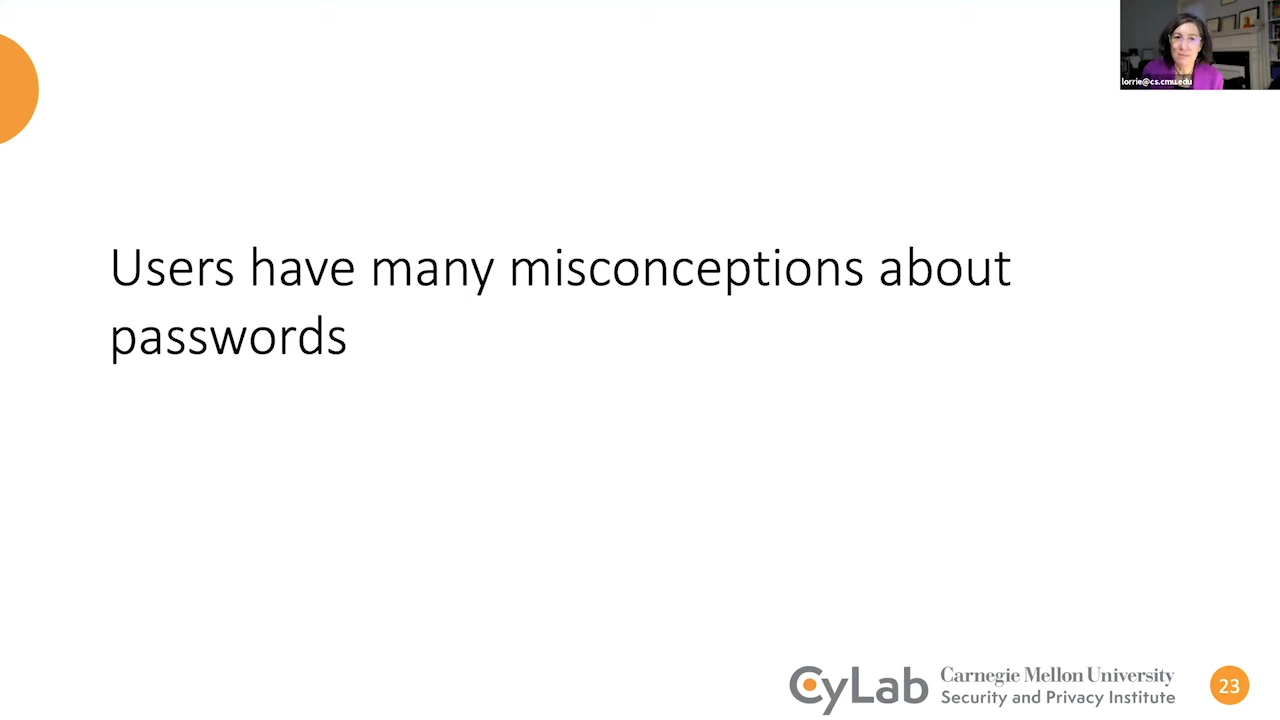 lorrie@cs.cmu.edu
Users have many misconceptions about
passwords
CyLab
Carnegie Mellon University
Security and Privacy Institute
23